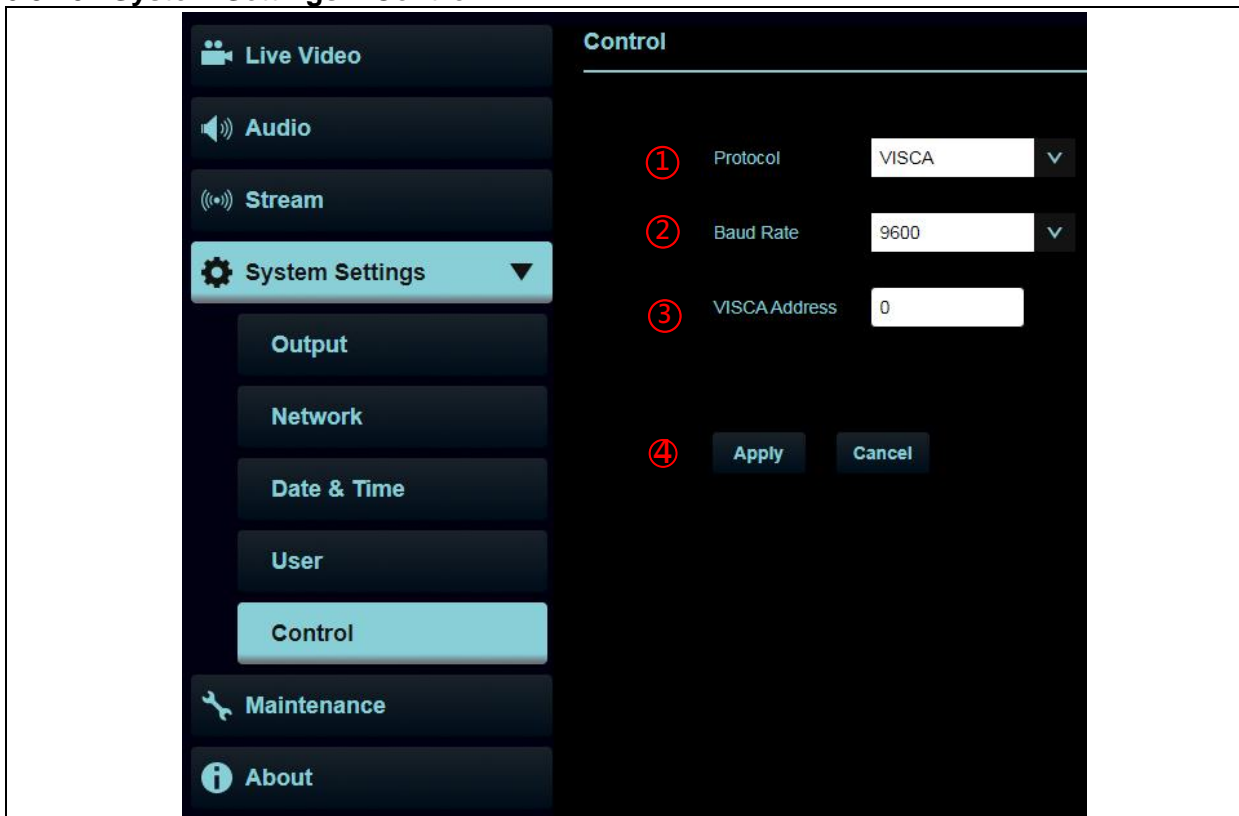 Live Video
Audio
Stream
System Settings
Output
Network
Date & Time
User
Control
Maintenance
About
Control
① Protocol VISCA
② Baud Rate 9600
③ VISCA Address 0
④ Apply Cancel